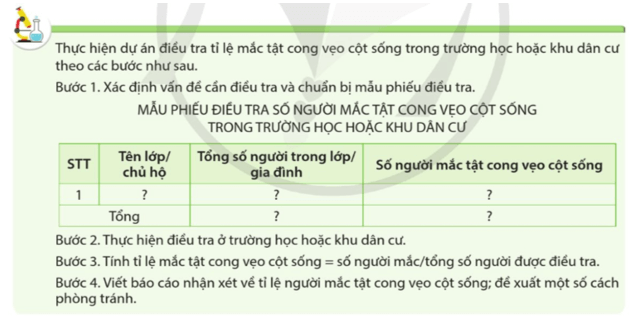 Thực hiện dự án điều tra tỉ lệ mắc tật cong vẹo cột sống trong trường học hoặc khu dân cư
theo các bước như sau.
Bước 1. Xác định vấn đề cần điều tra và chuẩn bị mẫu phiếu điều tra.
MẪU PHIẾU ĐIỀU TRA SỐ NGƯỜI MẮC TẬT CONG VẸO CỘT SỐNG
TRONG TRƯỜNG HỌC HOẶC KHU DÂN CƯ
STT Tên lớp/ chủ hộ Tổng số người trong lớp/ gia đình Số người mắc tật cong vẹo cột sống
1 ? ? ?
Tổng ? ?
Bước 2. Thực hiện điều tra ở trường học hoặc khu dân cư.
Bước 3. Tính tỉ lệ mắc tật cong vẹo cột sống = số người mắc/tổng số người được điều tra.
Bước 4. Viết báo cáo nhận xét về tỉ lệ người mắc tật cong vẹo cột sống; đề xuất một số cách
phòng tránh.